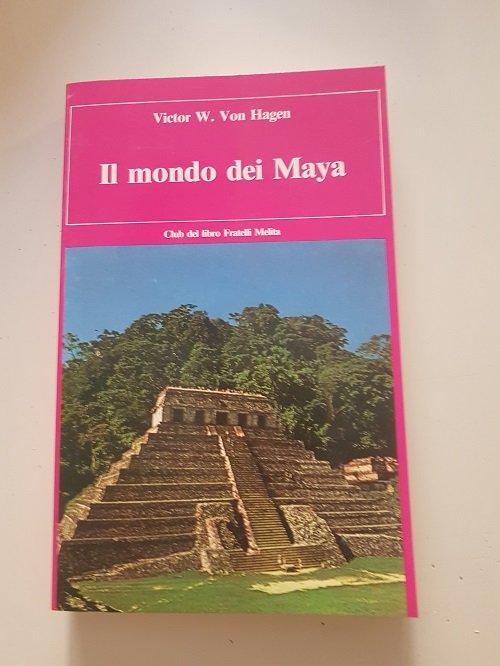 Victor W. Von Hagen
Il mondo dei Maya
Club del libro Fratelli Melita